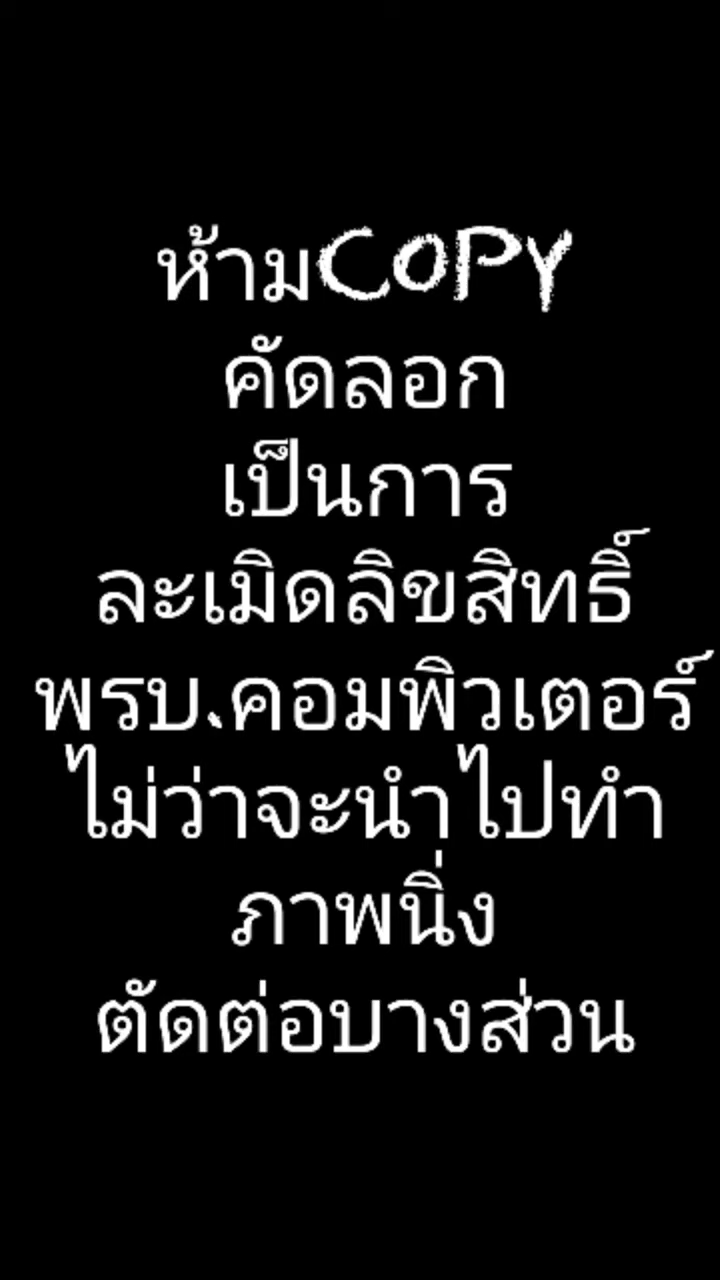 ห้ามCOPY
คัดลอก
เป็นการ
ละเมิดลิขสิทธิ์
พรบ.คอมพิวเตอร์
ไม่ว่าจะนำไปทำ
ภาพนิ่ง
ตัดต่อบางส่วน